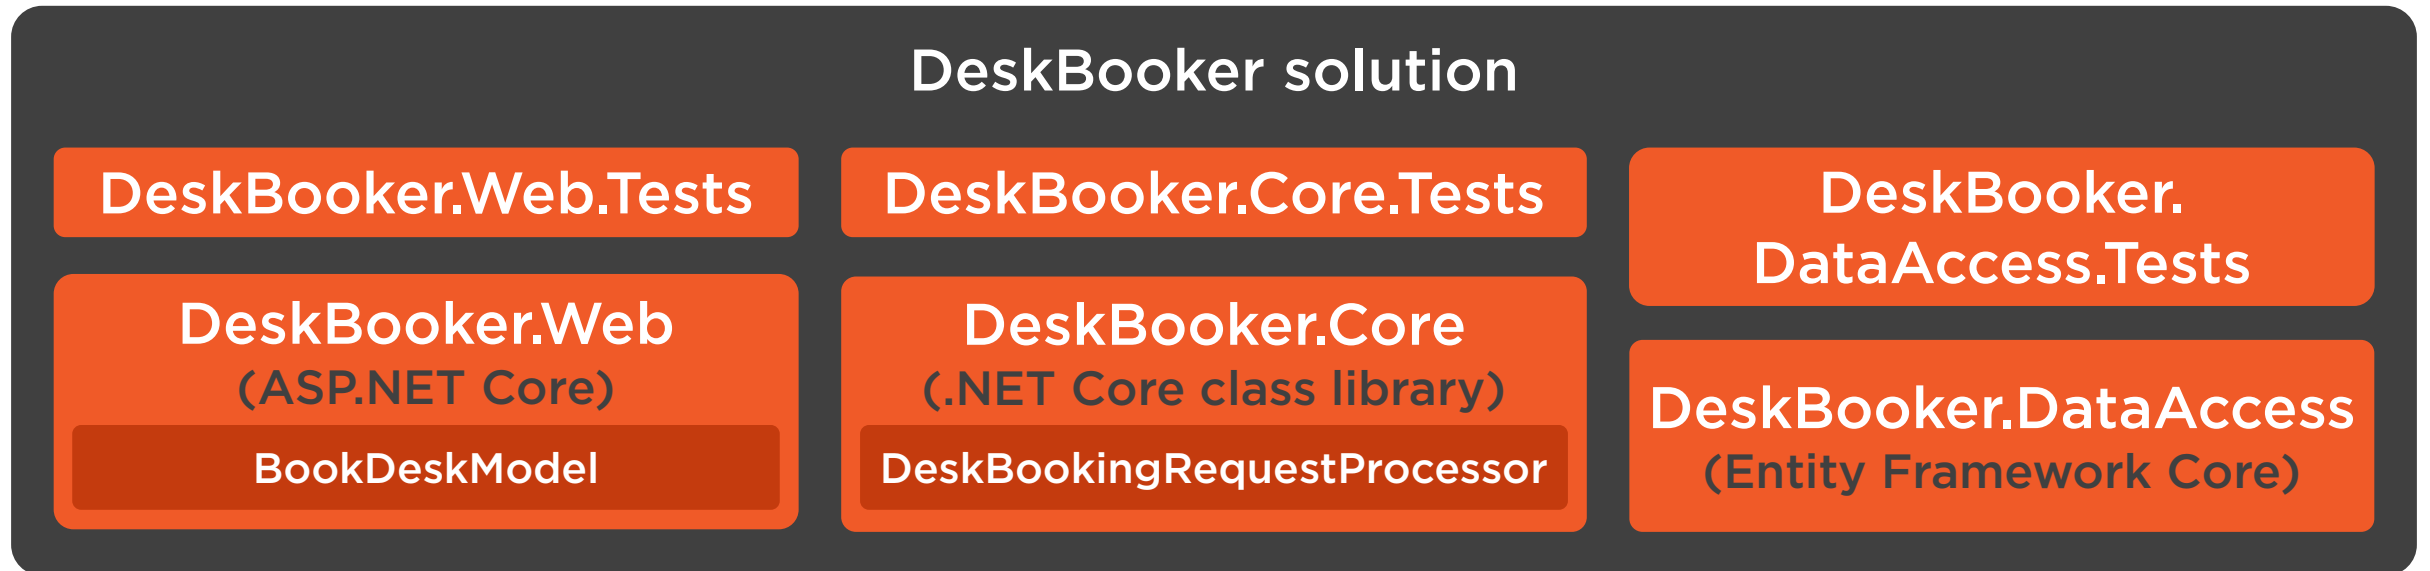 DeskBooker solution
DeskBooker.Web.Tests
DeskBooker.Web
(ASP.NET Core)
BookDeskModel
DeskBooker.Core.Tests
DeskBooker.Core
(.NET Core class library)
DeskBookingRequestProcessor
DeskBooker.
DataAccess.Tests
DeskBooker.DataAccess
(Entity Framework Core)